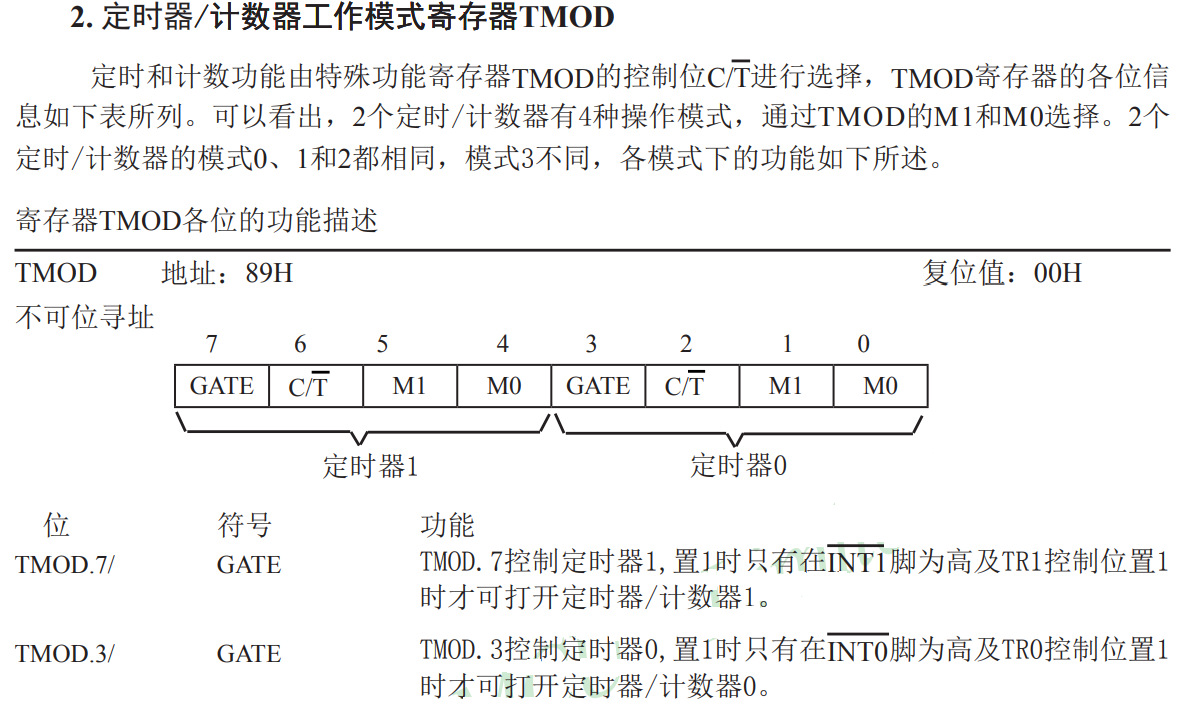 2. 定时器/计数器工作模式寄存器TMOD
定时和计数功能由特殊功能寄存器TMOD的控制位C/T̅进行选择，TMOD寄存器的各位信
息如下表所列。可以看出，2个定时/计数器有4种操作模式，通过TMOD的M1和M0选择。2个
定时/计数器的模式0、1和2都相同，模式3不同，各模式下的功能如下所述。
寄存器TMOD各位的功能描述
TMOD 地址：89H 复位值：00H
不可位寻址
7 6 5 4 3 2 1 0
GATE C/T̅ M1 M0 GATE C/T̅ M1 M0
定时器1 定时器0
位 符号 功能
TMOD.7/ GATE TMOD.7控制定时器1,置1时只有在I̅N̅T̅1̅脚为高及TR1控制位置1
时才可打开定时器/计数器1。
TMOD.3/ GATE TMOD.3控制定时器0,置1时只有在I̅N̅T̅0̅脚为高及TR0控制位置1
时才可打开定时器/计数器0。